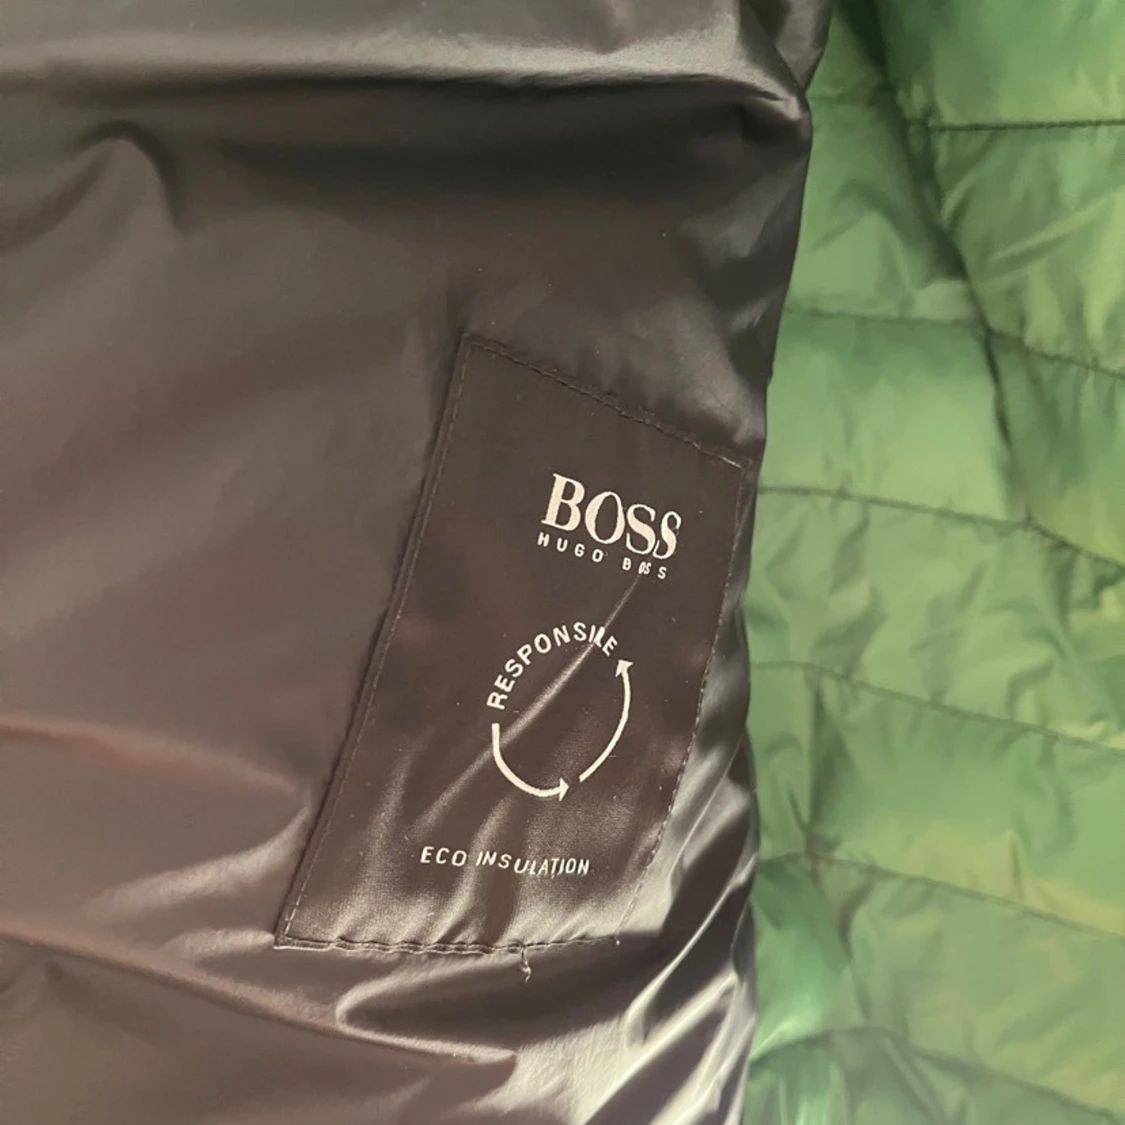 BOSS
HUGO BOSS
RESPONSIBLE
ECO INSULATION